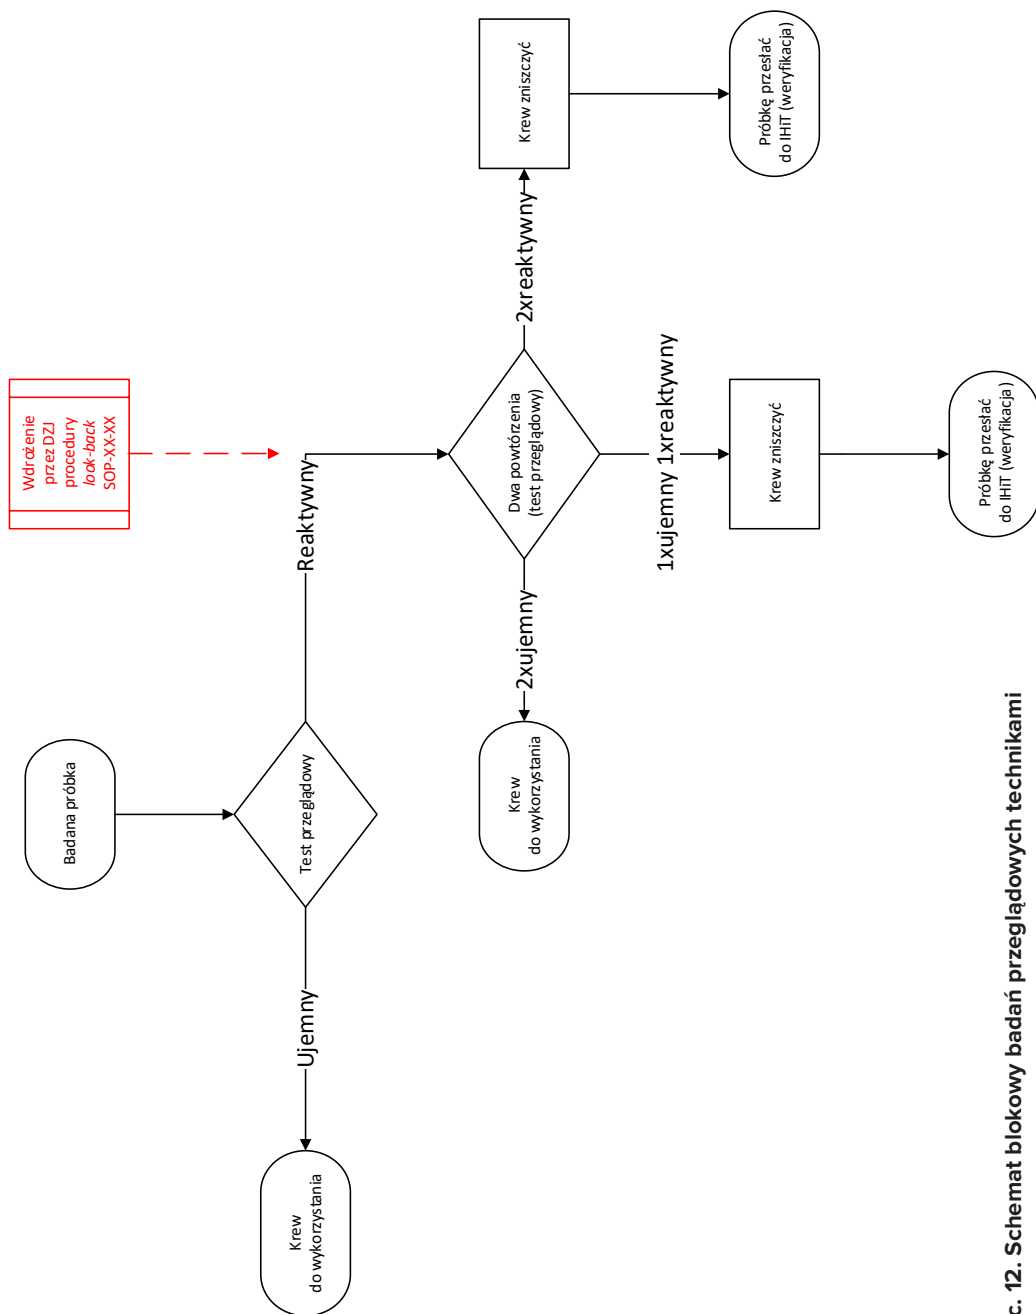 Badana próbka
Wdrożenie
przez DZJ
procedury
look-back
SOP-XX-XX
Ujemny
Test przeglądowy
Reaktywny
Krew
do wykorzystania
2xujemny
Dwa powtórzenia
(test przeglądowy)
2xreaktywny
Krew
do wykorzystania
1xujemny 1xreaktywny
Krew zniszczyć
Krew zniszczyć
Próbkę przesłać
do IHiT (weryfikacja)
Próbkę przesłać
do IHiT (weryfikacja)
c. 12. Schemat blokowy badań przeglądowych technikami